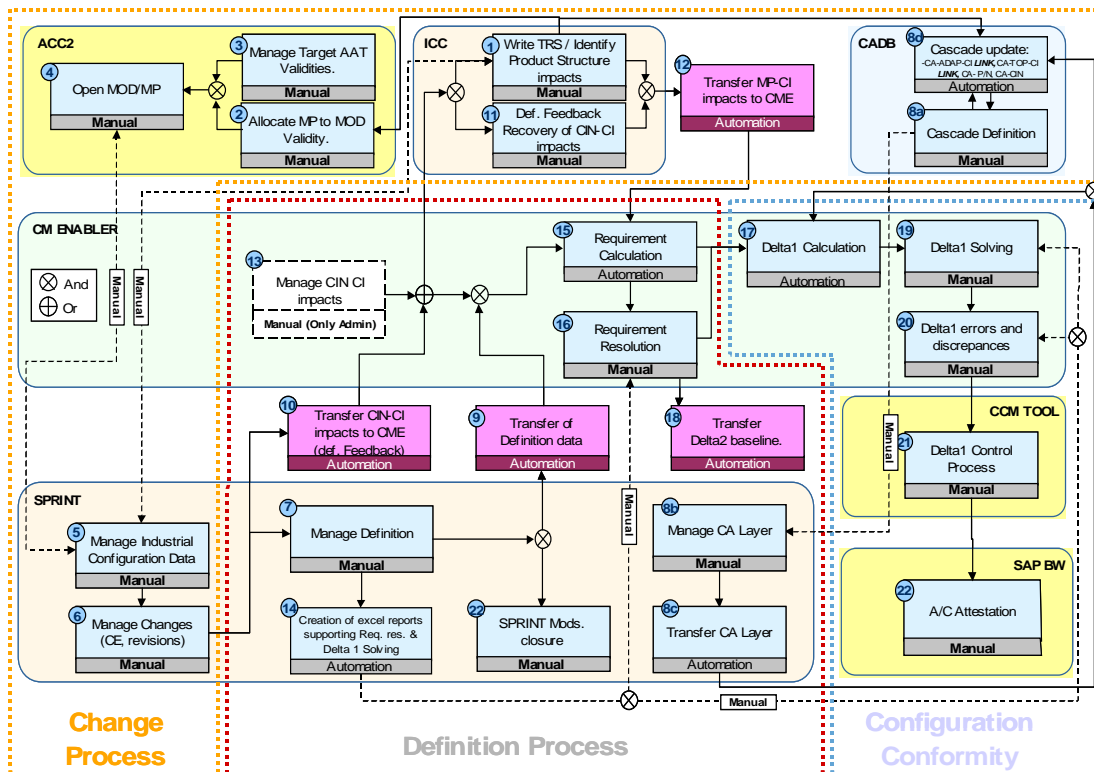 ACC2
3
Manage Target AAT
Validities.
Manual
4
Open MOD/MP
Manual
2
Allocate MP to MOD
Validity.
Manual
ICC
1
Write TRS / Identify
Product Structure
impacts
Manual
11
Def. Feedback
Recovery of CIN-CI
impacts
Manual
12
Transfer MP-CI
impacts to CME
Automation
CADB
8d
Cascade update:
-CA-ADAP-CI LINK, CA-TOP-CI
LINK, CA- P/N, CA-CIN
Automation
8a
Cascade Definition
Manual
CM ENABLER
And
Or
Manual
Manual
13
Manage CIN CI
impacts
Manual (Only Admin)
15
Requirement
Calculation
Automation
16
Requirement
Resolution
Manual
17
Delta1 Calculation
Automation
19
Delta1 Solving
Manual
20
Delta1 errors and
discrepances
Manual
10
Transfer CIN-CI
impacts to CME
(def. Feedback)
Automation
9
Transfer of
Definition data
Automation
18
Transfer
Delta2 baseline.
Automation
Manual
Manual
CCM TOOL
21
Delta1 Control
Process
Manual
SPRINT
5
Manage Industrial
Configuration Data
Manual
6
Manage Changes
(CE, revisions)
Manual
7
Manage Definition
Manual
14
Creation of excel reports
supporting Req. res. &
Delta 1 Solving
Automation
22
SPRINT Mods.
closure
Manual
8b
Manage CA Layer
Manual
8c
Transfer CA Layer
Automation
SAP BW
22
A/C Attestation
Manual
Manual
Change
Process
Definition Process
Configuration
Conformity